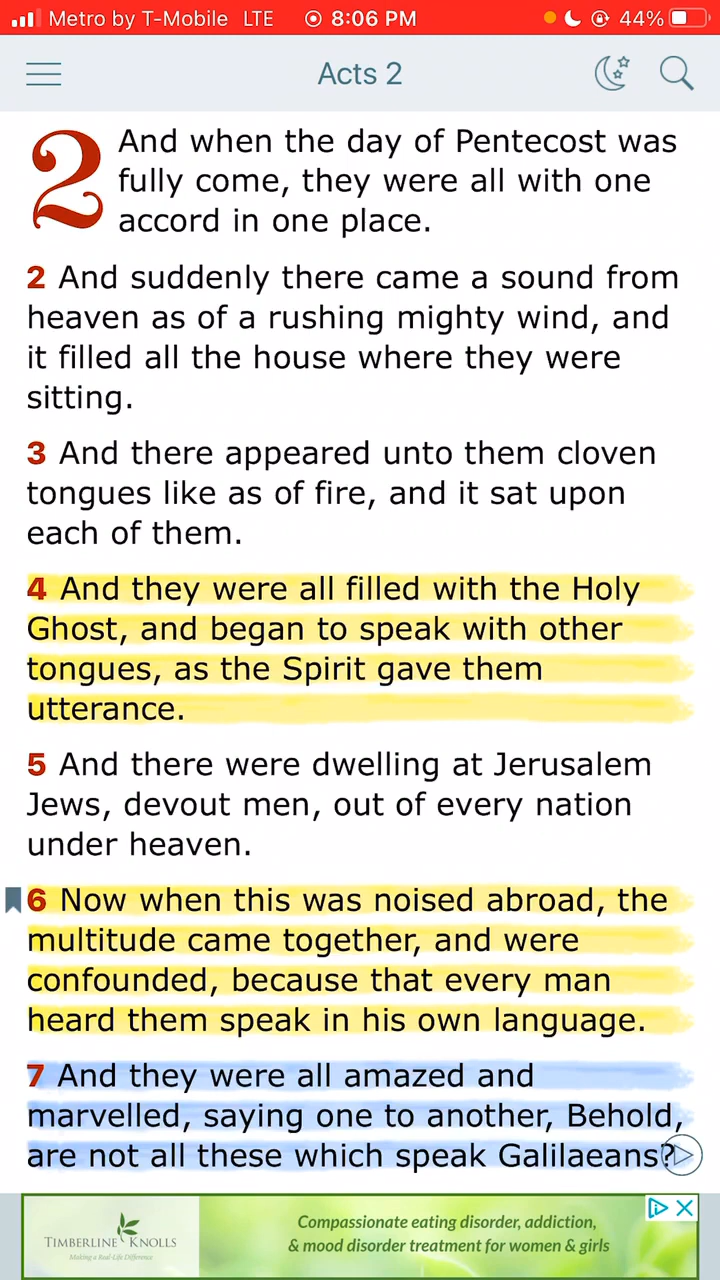 Metro by T-Mobile LTE 8:06 PM 44%
Acts 2
2 And when the day of Pentecost was
fully come, they were all with one
accord in one place.
2 And suddenly there came a sound from
heaven as of a rushing mighty wind, and
it filled all the house where they were
sitting.
3 And there appeared unto them cloven
tongues like as of fire, and it sat upon
each of them.
4 And they were all filled with the Holy
Ghost, and began to speak with other
tongues, as the Spirit gave them
utterance.
5 And there were dwelling at Jerusalem
Jews, devout men, out of every nation
under heaven.
6 Now when this was noised abroad, the
multitude came together, and were
confounded, because that every man
heard them speak in his own language.
7 And they were all amazed and
marvelled, saying one to another, Behold,
are not all these which speak Galilaeans?
TIMBERLINE KNOLLS
Making a Real-Life Difference
Compassionate eating disorder, addiction,
& mood disorder treatment for women & girls